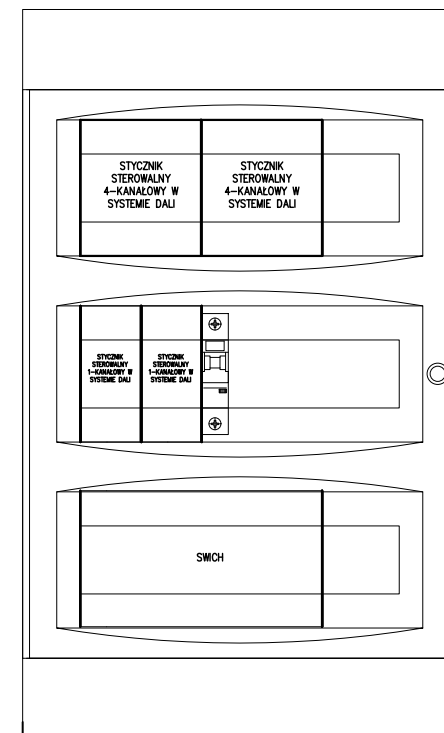 STYCZNIK
STEROWALNY
4-KANAŁOWY W
SYSTEMIE DALI
STYCZNIK
STEROWALNY
4-KANAŁOWY W
SYSTEMIE DALI
STYCZNIK
STEROWALNY
1-KANAŁOWY W
SYSTEMIE DALI
STYCZNIK
STEROWALNY
1-KANAŁOWY W
SYSTEMIE DALI
SWICH